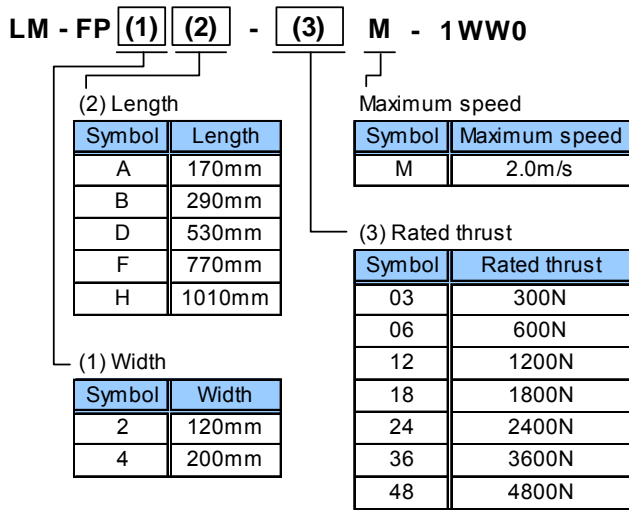 LM - FP (1) (2) - (3) M - 1WW0
(2) Length
Symbol Length
A 170mm
B 290mm
D 530mm
F 770mm
H 1010mm
(1) Width
Symbol Width
2 120mm
4 200mm
Maximum speed
Symbol Maximum speed
M 2.0m/s
(3) Rated thrust
Symbol Rated thrust
03 300N
06 600N
12 1200N
18 1800N
24 2400N
36 3600N
48 4800N